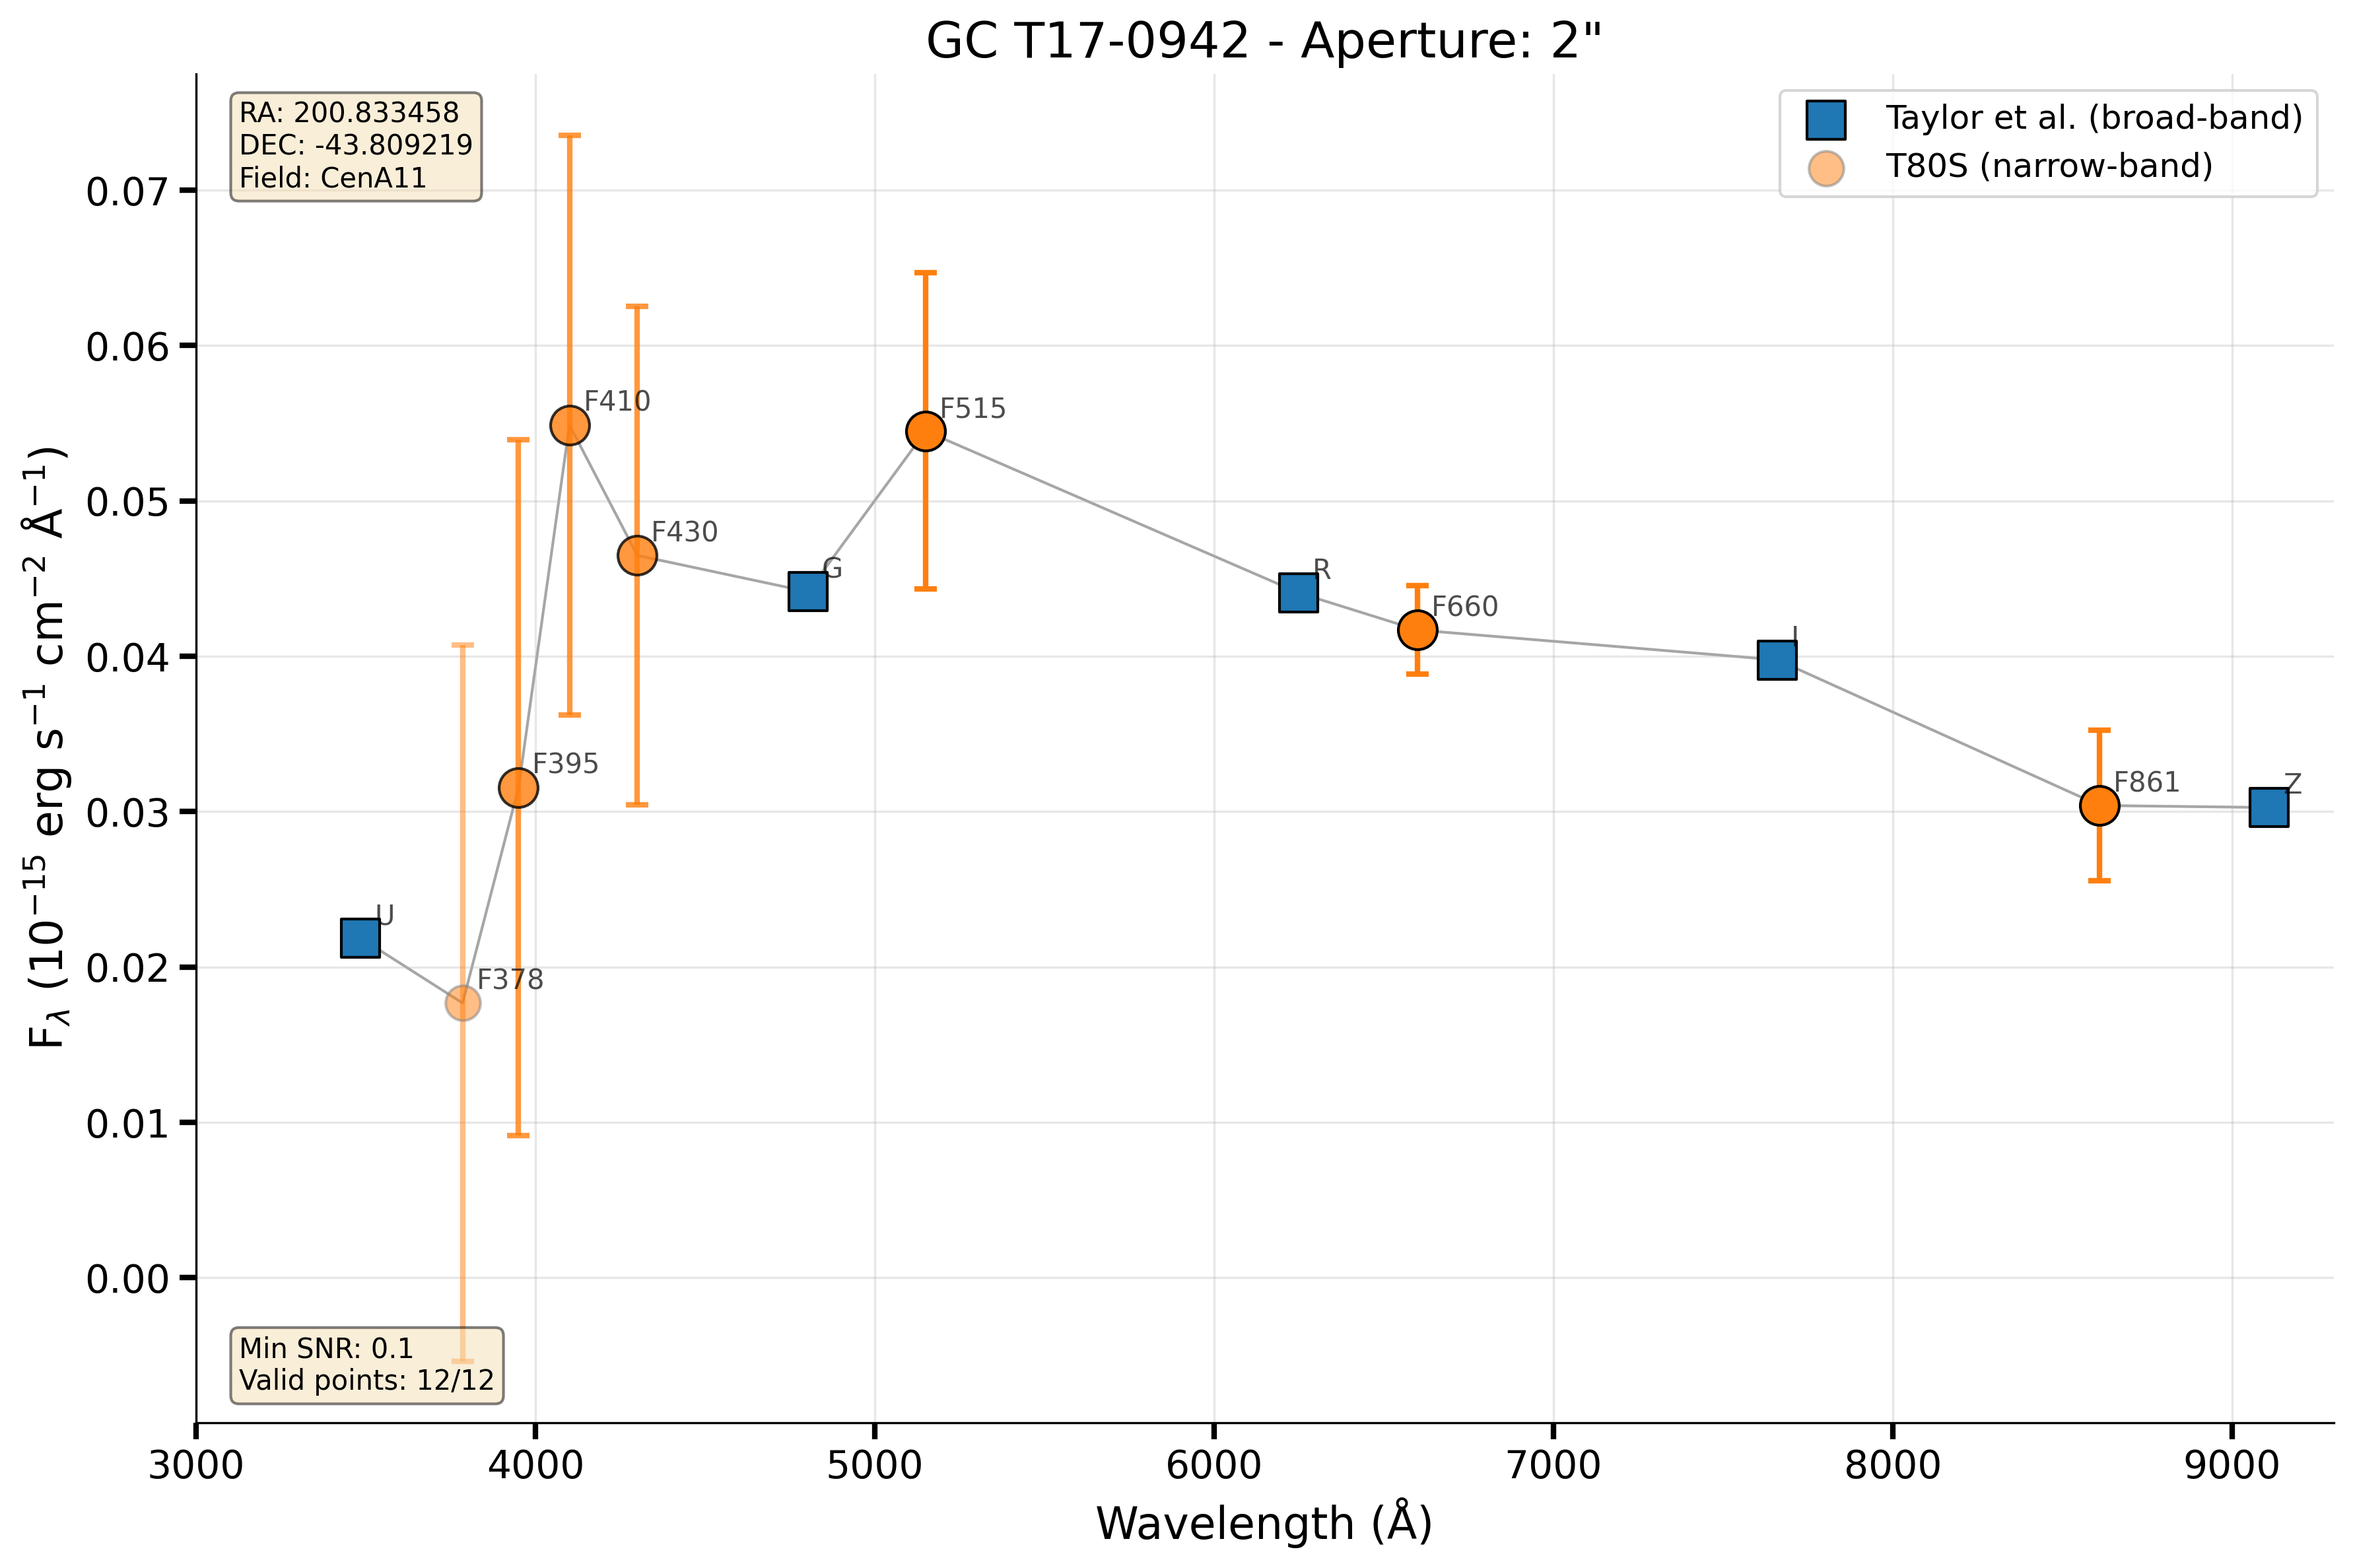 GC T17-0942 - Aperture: 2"
RA: 200.833458
DEC: -43.809219
Field: CenA11
Taylor et al. (broad-band)
T80S (narrow-band)
0.07
0.06
0.05
0.04
0.03
0.02
0.01
0.00
F_λ (10⁻¹⁵ erg s⁻¹ cm⁻² Å⁻¹)
U
F378
F395
F410
F430
G
F515
R
F660
I
F861
Z
Min SNR: 0.1
Valid points: 12/12
3000 4000 5000 6000 7000 8000 9000
Wavelength (Å)